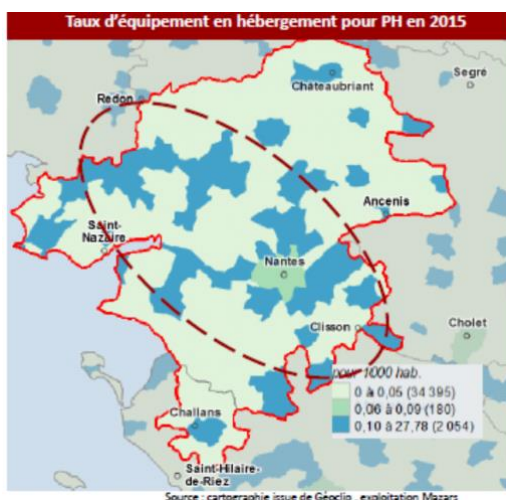 Taux d'équipement en hébergement pour PH en 2015
Segré
Châteaubriant
Redon
Ancenis
Saint-
Nazaire
Nantes
Clisson
Cholet
pour 1000 hab.
0 à 0,05 (34 395)
0,06 à 0,09 (180)
0,10 à 27,78 (2 054)
Challans
Saint-Hilaire-
de-Riez
Source : cartographie issue de Géoclip, exploitation Mazars